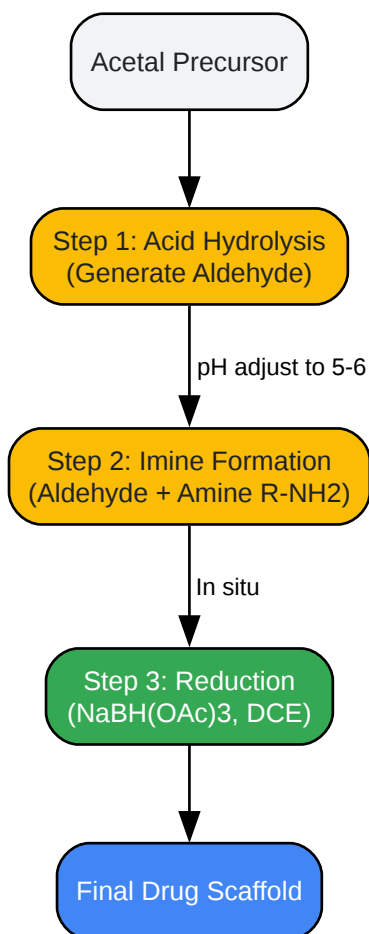 Acetal Precursor
Step 1: Acid Hydrolysis
(Generate Aldehyde)
pH adjust to 5-6
Step 2: Imine Formation
(Aldehyde + Amine R-NH2)
In situ
Step 3: Reduction
(NaBH(OAc)3, DCE)
Final Drug Scaffold